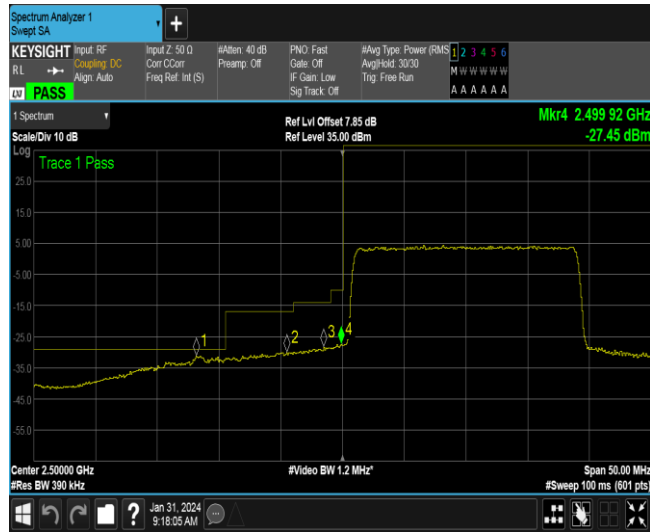 Spectrum Analyzer 1
Swept SA
+
KEYSIGHT Input: RF Input Z: 50 Ω #Atten: 40 dB PNO: Fast #Avg Type: Power (RMS 1 2 3 4 5 6
RL Coupling: DC Corr CCorr Preamp: Off Gate: Off Avg|Hold: 30/30 M W W W W W
Align: Auto Freq Ref: Int (S) IF Gain: Low Trig: Free Run
LXI PASS Sig Track: Off A A A A A A
1 Spectrum Ref Lvl Offset 7.85 dB Mkr4 2.499 92 GHz
Scale/Div 10 dB Ref Level 35.00 dBm -27.45 dBm
Log
Trace 1 Pass
25.0
15.0
5.00
-5.00
-15.0
-25.0
1 2 3 4
-35.0
-45.0
-55.0
Center 2.50000 GHz #Video BW 1.2 MHz* Span 50.00 MHz
#Res BW 390 kHz #Sweep 100 ms (601 pts)
? Jan 31, 2024
9:18:05 AM